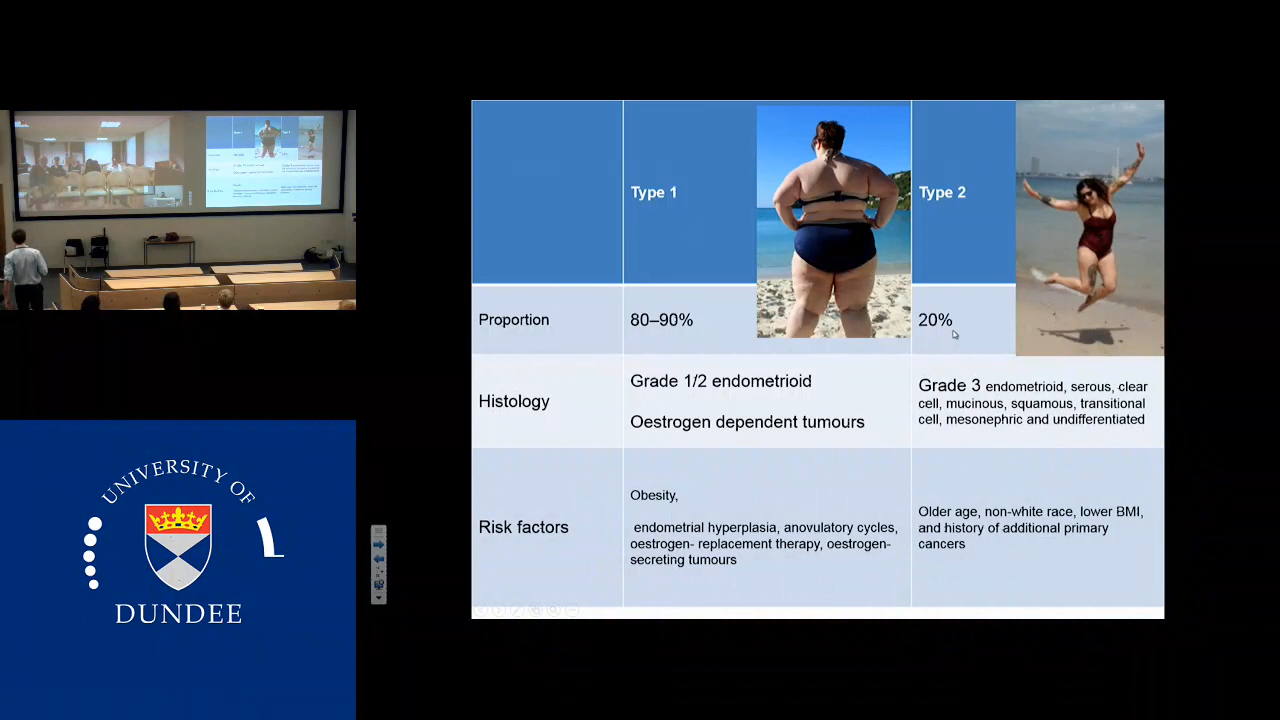 Type 1
Type 2
Proportion
80–90%
20%
Histology
Grade 1/2 endometrioid
Oestrogen dependent tumours
Grade 3 endometrioid, serous, clear
cell, mucinous, squamous, transitional
cell, mesonephric and undifferentiated
Risk factors
Obesity,
endometrial hyperplasia, anovulatory cycles,
oestrogen- replacement therapy, oestrogen-
secreting tumours
Older age, non-white race, lower BMI,
and history of additional primary
cancers
UNIVERSITY OF
DUNDEE